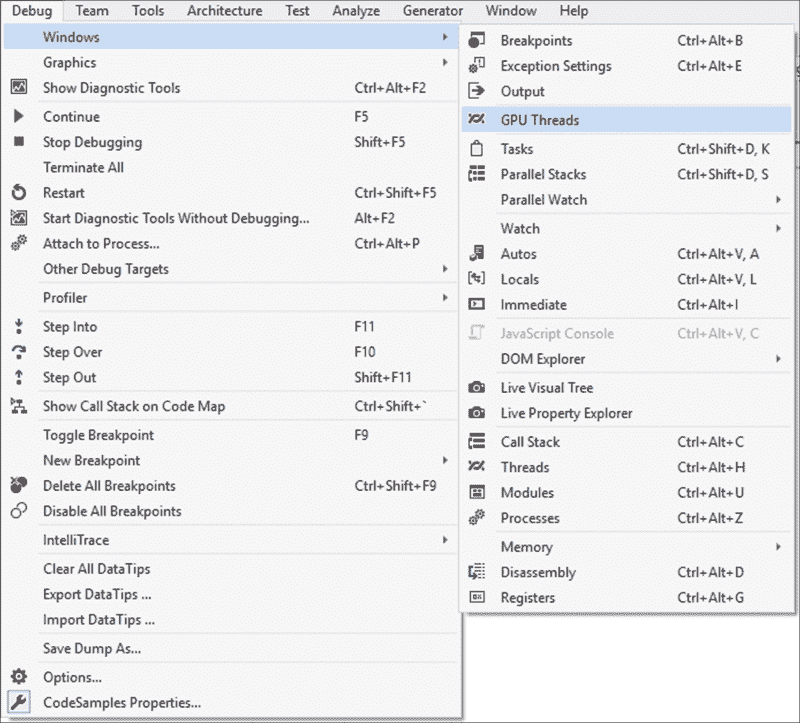 Debug Team Tools Architecture Test Analyze Generator Window Help
Windows
Graphics
Show Diagnostic Tools Ctrl+Alt+F2
Continue F5
Stop Debugging Shift+F5
Terminate All
Restart Ctrl+Shift+F5
Start Diagnostic Tools Without Debugging... Alt+F2
Attach to Process... Ctrl+Alt+P
Other Debug Targets
Profiler
Step Into F11
Step Over F10
Step Out Shift+F11
Show Call Stack on Code Map Ctrl+Shift+`
Toggle Breakpoint F9
New Breakpoint
Delete All Breakpoints Ctrl+Shift+F9
Disable All Breakpoints
IntelliTrace
Clear All DataTips
Export DataTips ...
Import DataTips ...
Save Dump As...
Options...
CodeSamples Properties...
Breakpoints Ctrl+Alt+B
Exception Settings Ctrl+Alt+E
Output
GPU Threads
Tasks Ctrl+Shift+D, K
Parallel Stacks Ctrl+Shift+D, S
Parallel Watch
Watch
Autos Ctrl+Alt+V, A
Locals Ctrl+Alt+V, L
Immediate Ctrl+Alt+I
JavaScript Console Ctrl+Alt+V, C
DOM Explorer
Live Visual Tree
Live Property Explorer
Call Stack Ctrl+Alt+C
Threads Ctrl+Alt+H
Modules Ctrl+Alt+U
Processes Ctrl+Alt+Z
Memory
Disassembly Ctrl+Alt+D
Registers Ctrl+Alt+G